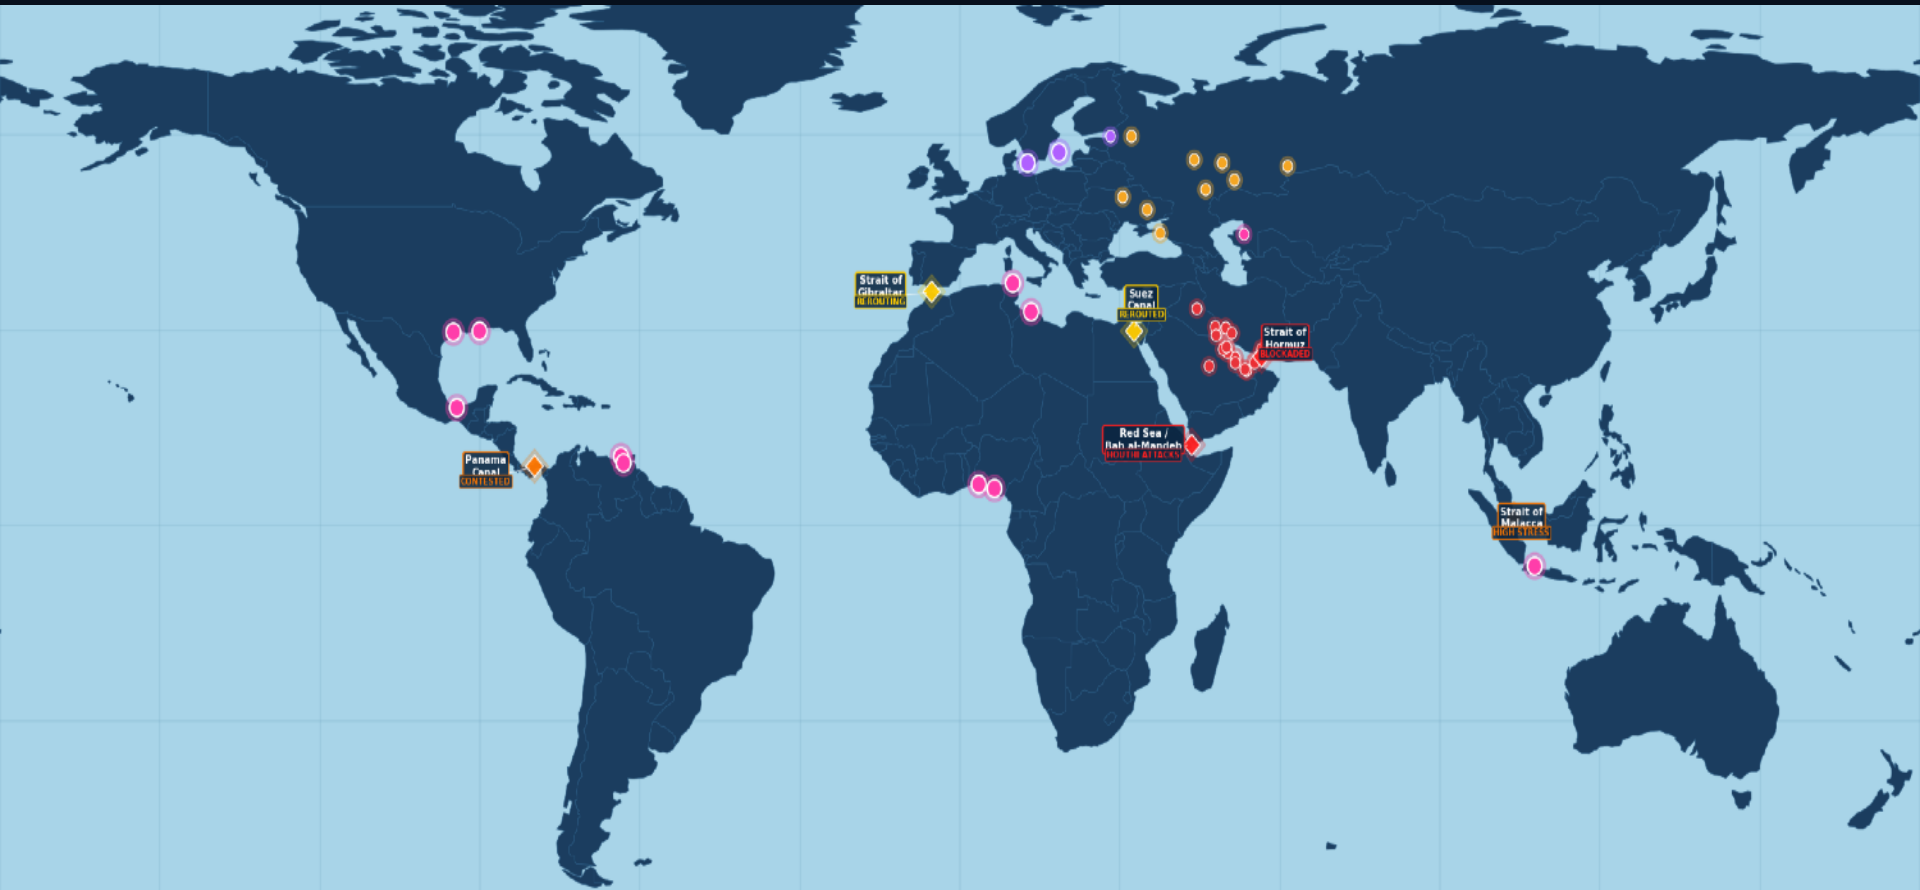 Strait of
Gibraltar
REROUTING
Suez
Canal
REROUTED
Strait of
Hormuz
BLOCKADED
Red Sea /
Bab al-Mandeb
HOUTHI ATTACKS
Panama
Canal
CONTESTED
Strait of
Malacca
HIGH STRESS